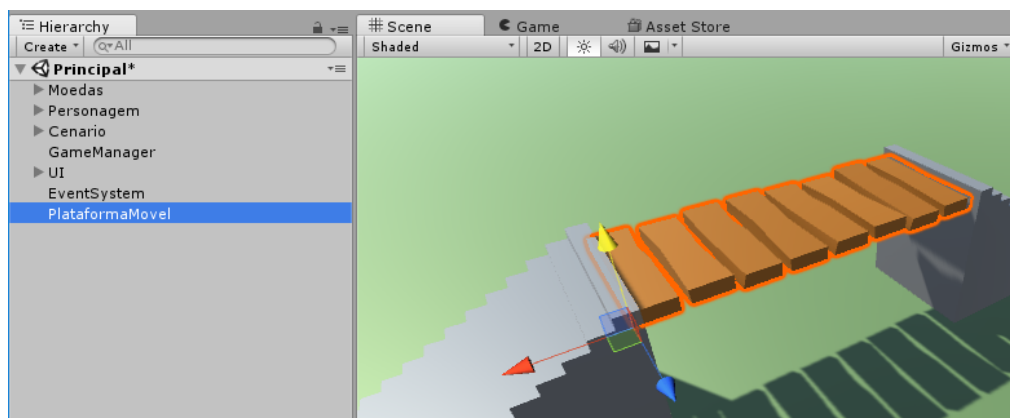 Hierarchy
Create All
Principal*
Moedas
Personagem
Cenario
GameManager
UI
EventSystem
PlataformaMovel
Scene Game Asset Store
Shaded 2D Gizmos